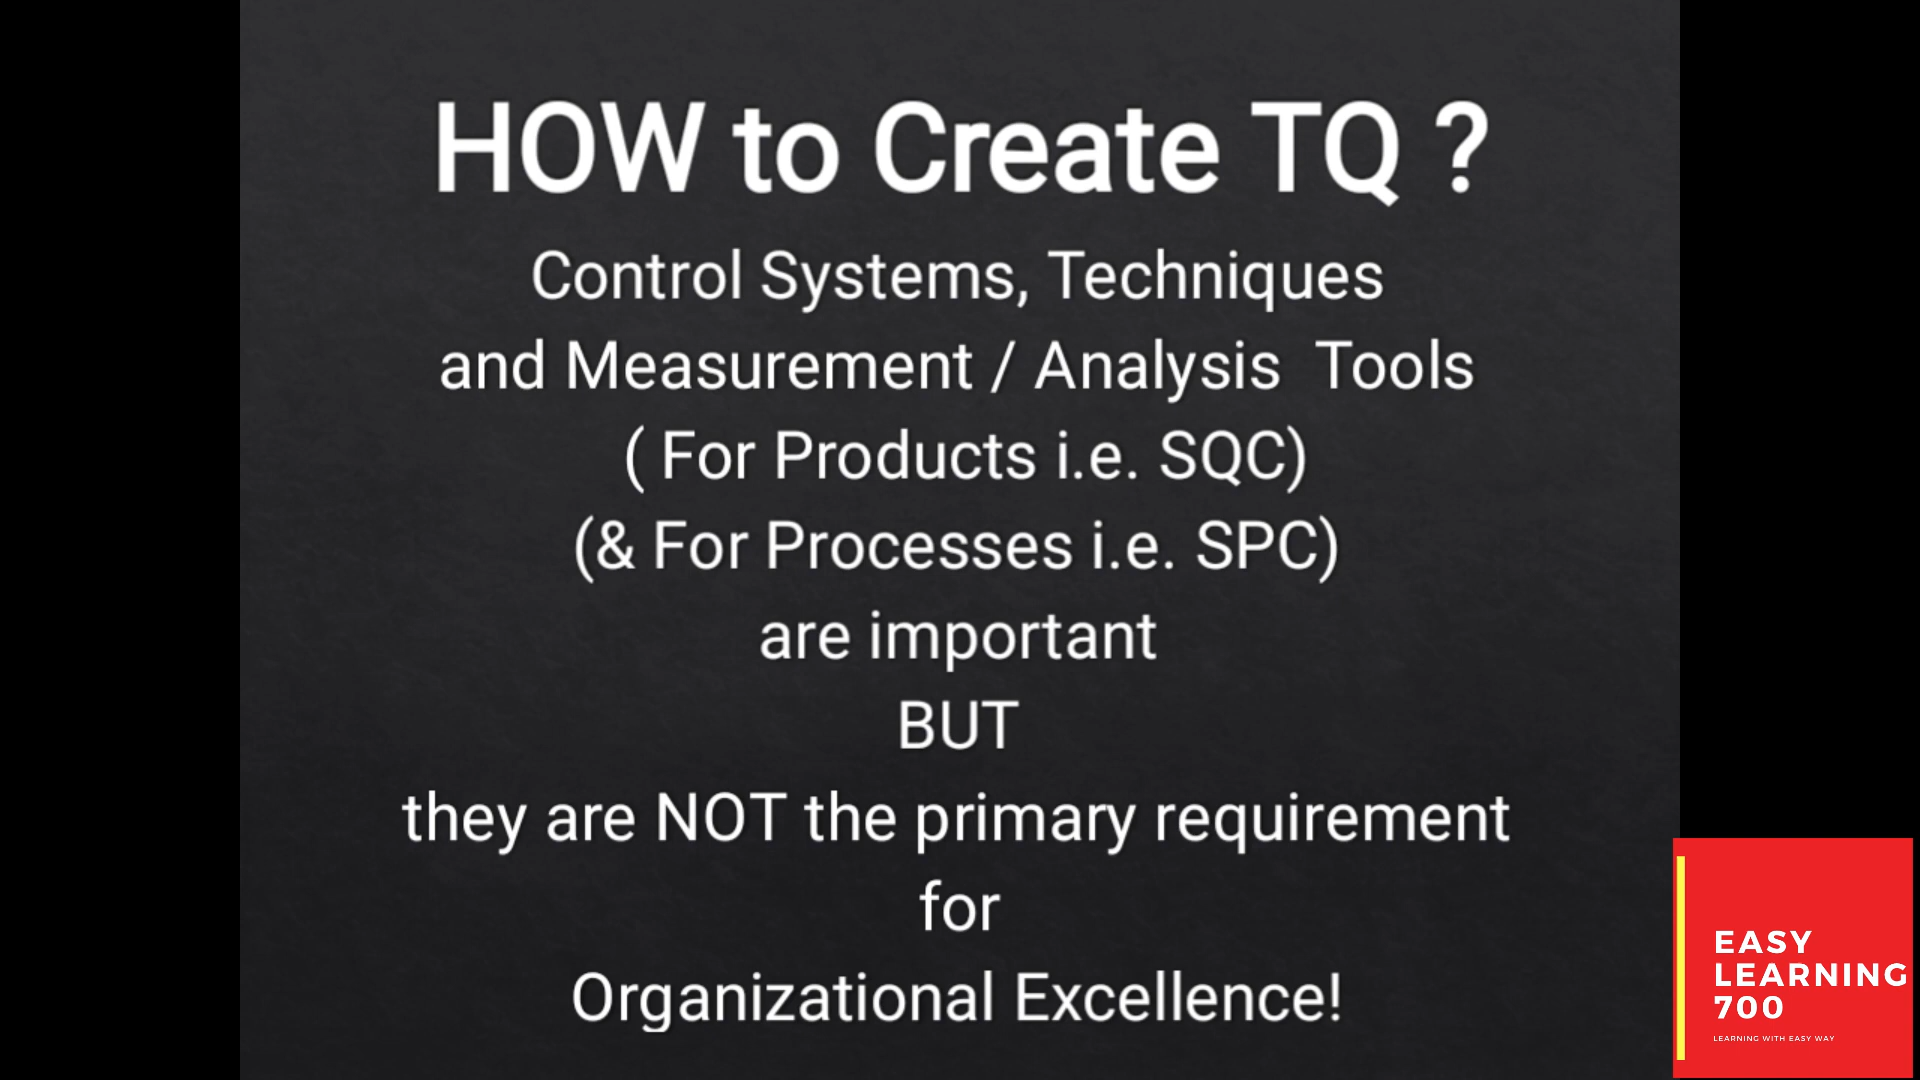 HOW to Create TQ ?
Control Systems, Techniques
and Measurement / Analysis  Tools
( For Products i.e. SQC)
(& For Processes i.e. SPC)
are important
BUT
they are NOT the primary requirement
for
Organizational Excellence!
EASY
LEARNING
700
LEARNING WITH EASY WAY